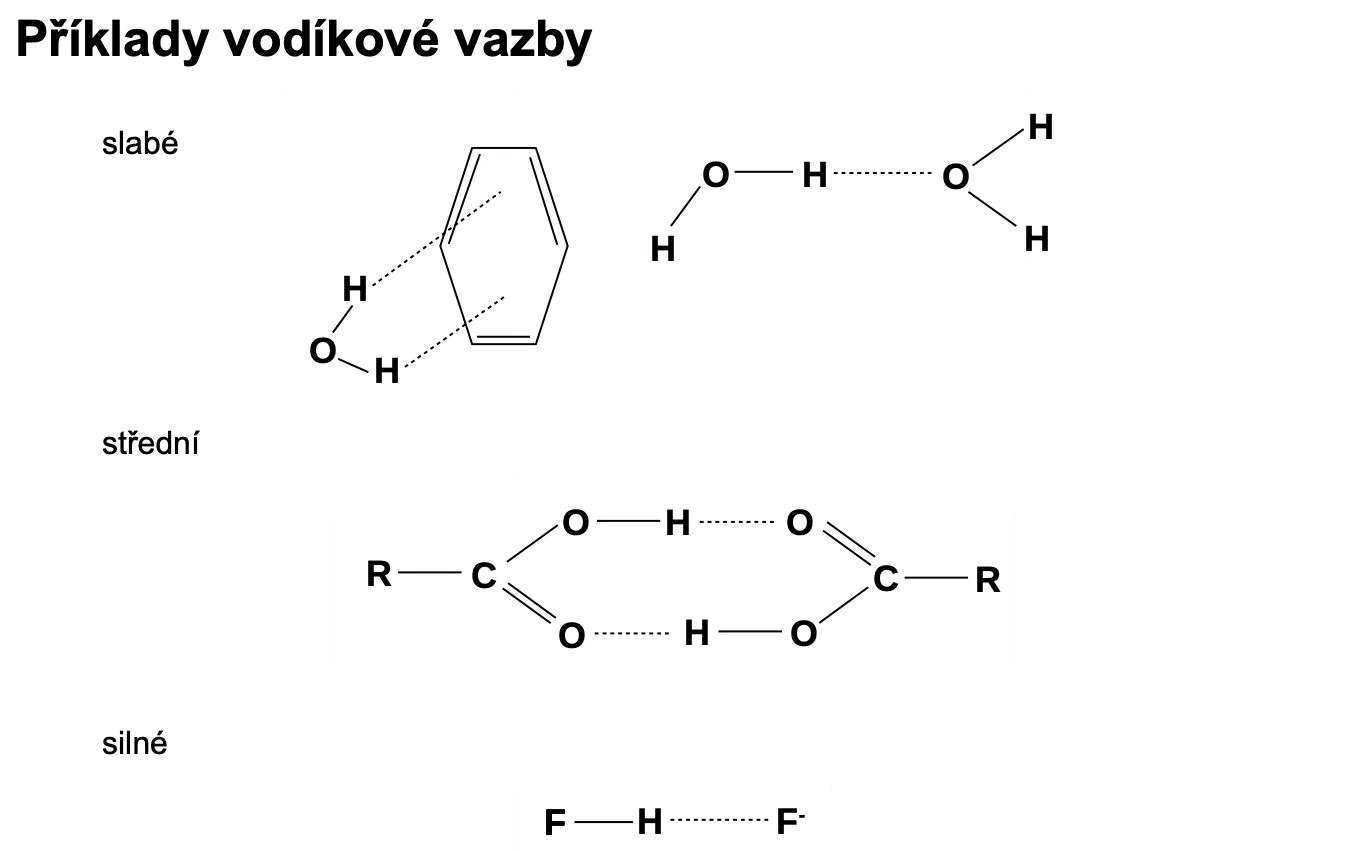 Příklady vodíkové vazby
slabé
H
O H O
H
H
H
O
H
střední
O H O
R C C R
O H O
silné
F H F-